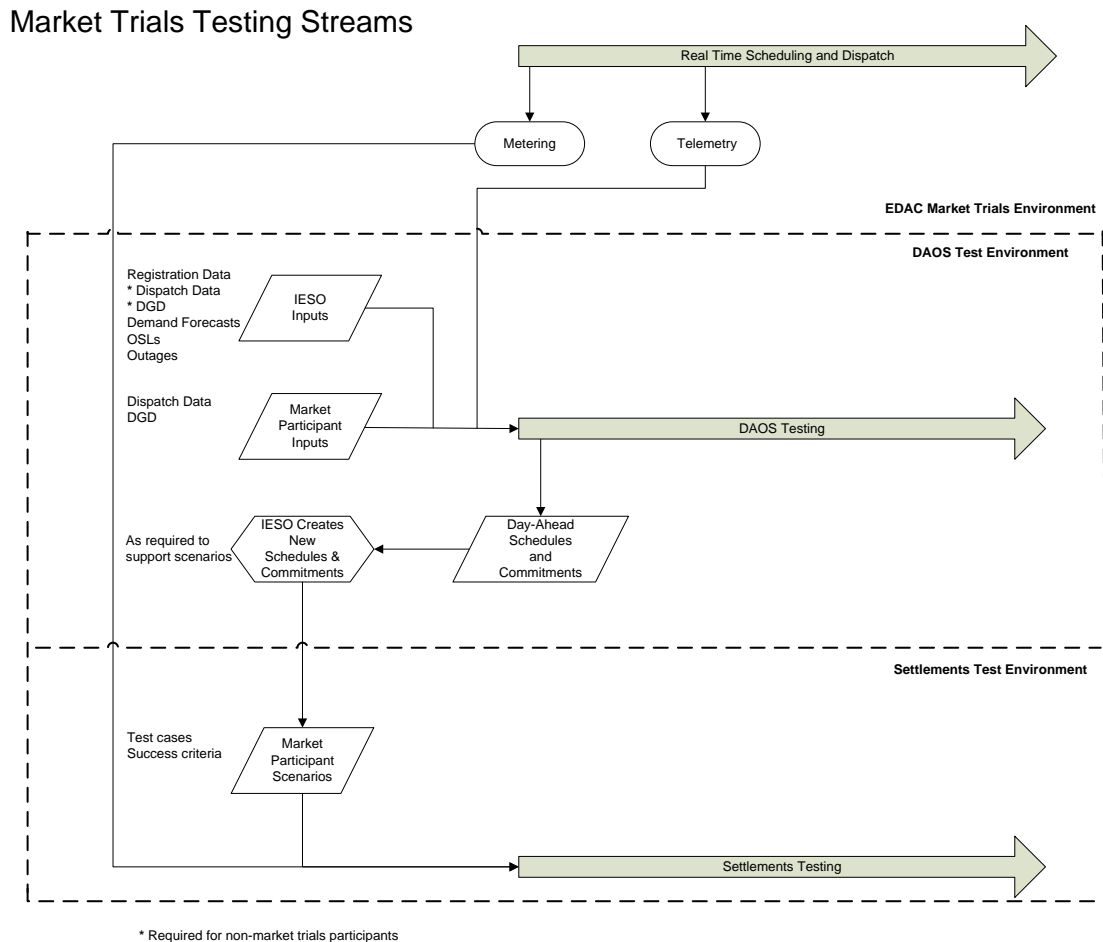 Market Trials Testing Streams
Real Time Scheduling and Dispatch
Metering
Telemetry
EDAC Market Trials Environment
DAOS Test Environment
Registration Data
* Dispatch Data
* DGD
Demand Forecasts
OSLs
Outages
IESO
Inputs
Dispatch Data
DGD
Market
Participant
Inputs
DAOS Testing
As required to
support scenarios
IESO Creates
New
Schedules &
Commitments
Day-Ahead
Schedules
and
Commitments
Settlements Test Environment
Test cases
Success criteria
Market
Participant
Scenarios
Settlements Testing
* Required for non-market trials participants